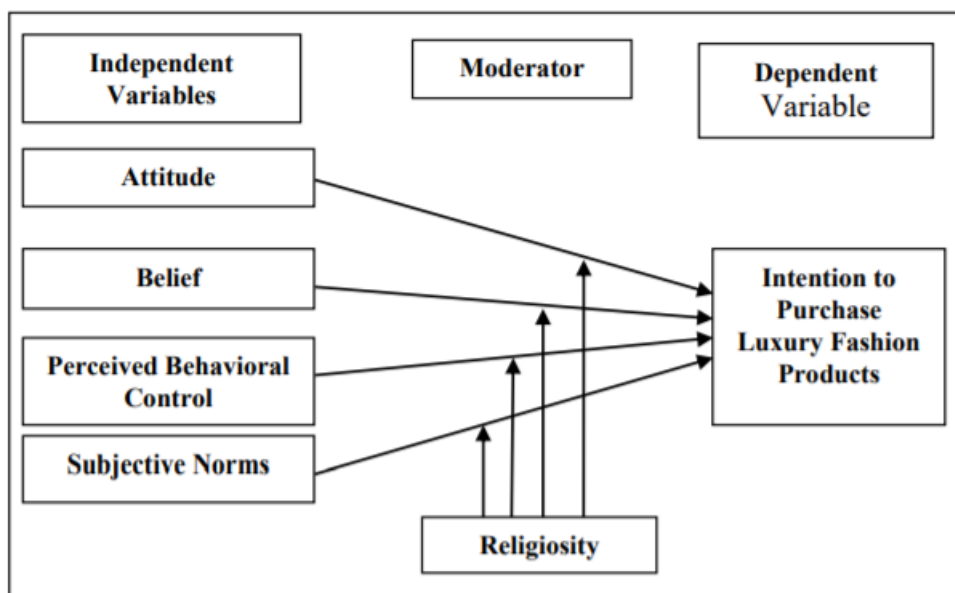 Independent
Variables
Moderator
Dependent
Variable
Attitude
Belief
Perceived Behavioral
Control
Subjective Norms
Intention to
Purchase
Luxury Fashion
Products
Religiosity